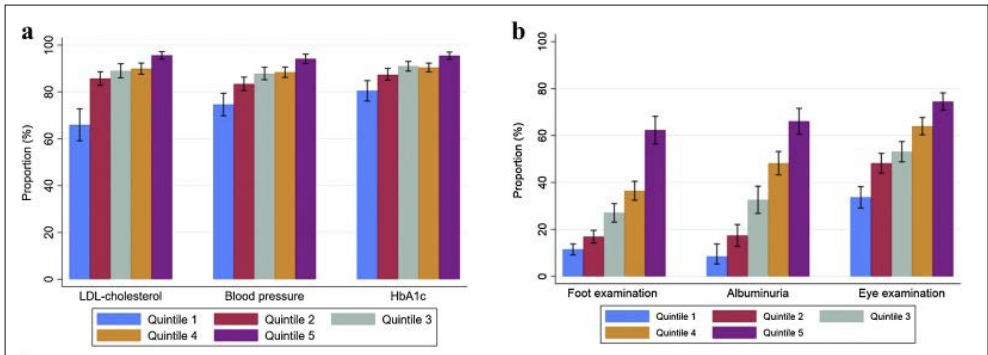 a
100
80
60
40
20
0
Proportion (%)
LDL-cholesterol Blood pressure HbA1c
Quintile 1 Quintile 2 Quintile 3
Quintile 4 Quintile 5
b
100
80
60
40
20
0
Proportion (%)
Foot examination Albuminuria Eye examination
Quintile 1 Quintile 2 Quintile 3
Quintile 4 Quintile 5